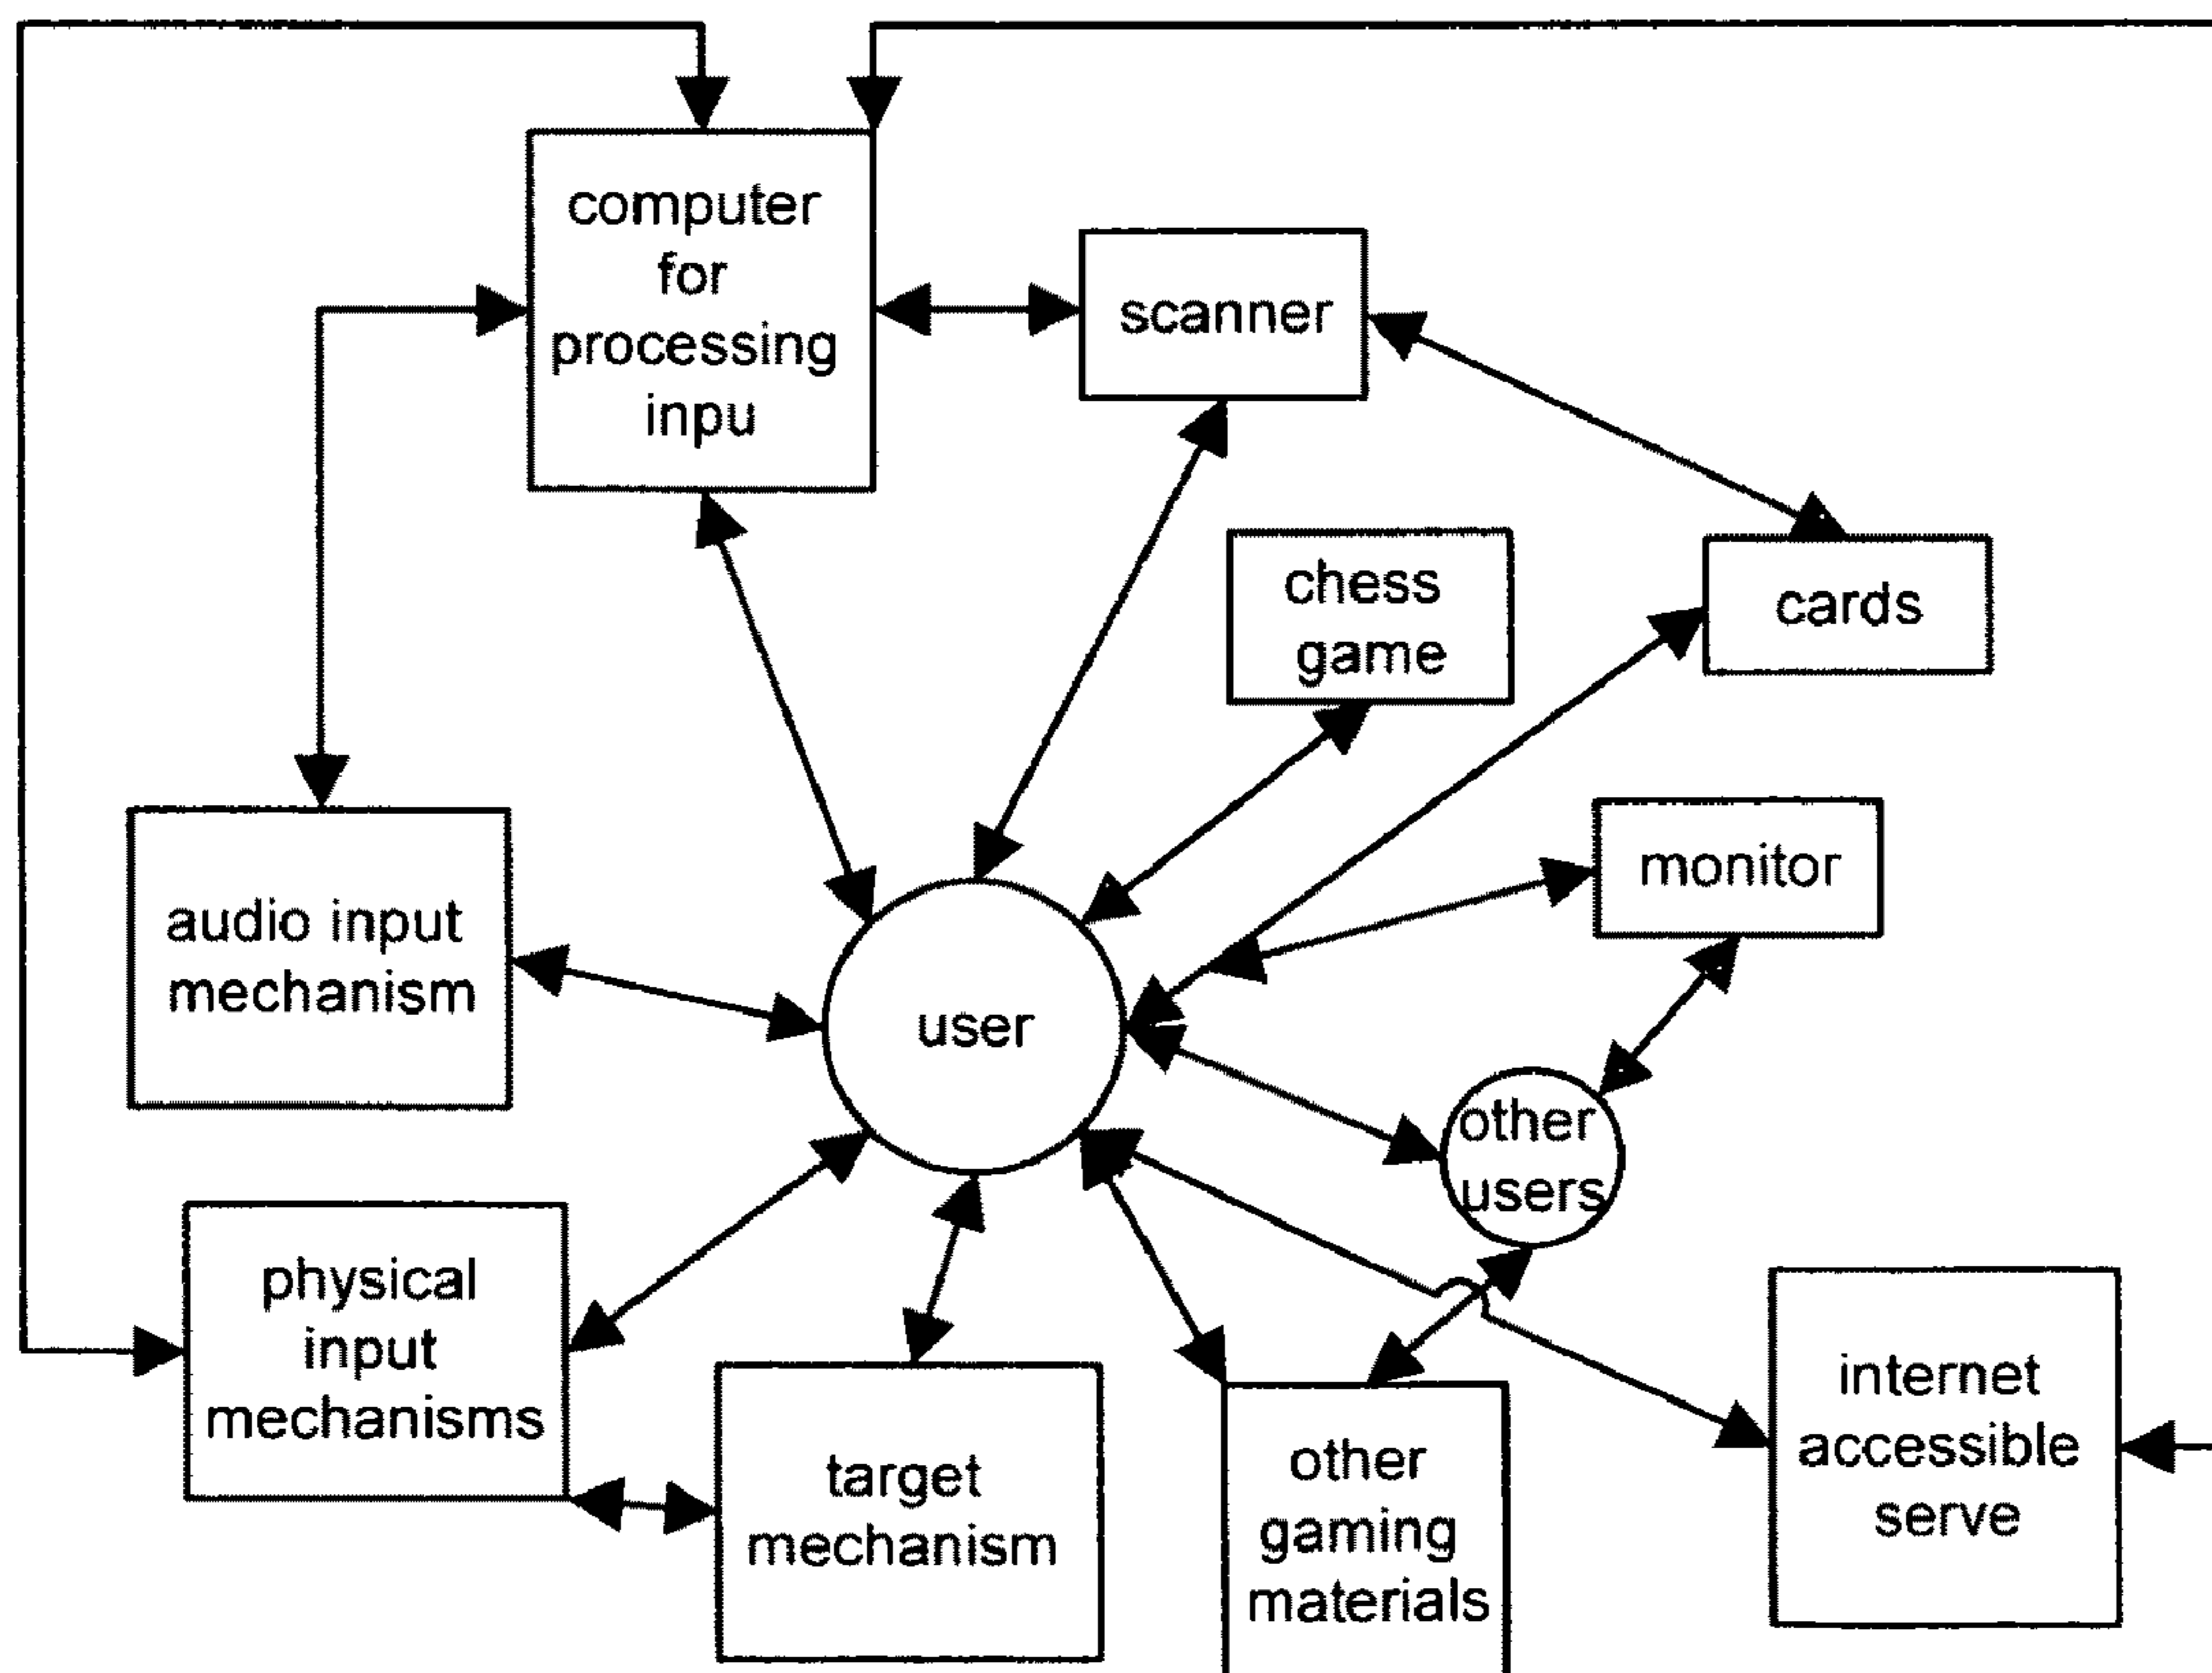 computer
for
processing
inpu
scanner
chess
game
cards
monitor
audio input
mechanism
user
other
users
physical
input
mechanisms
target
mechanism
other
gaming
materials
internet
accessible
serve